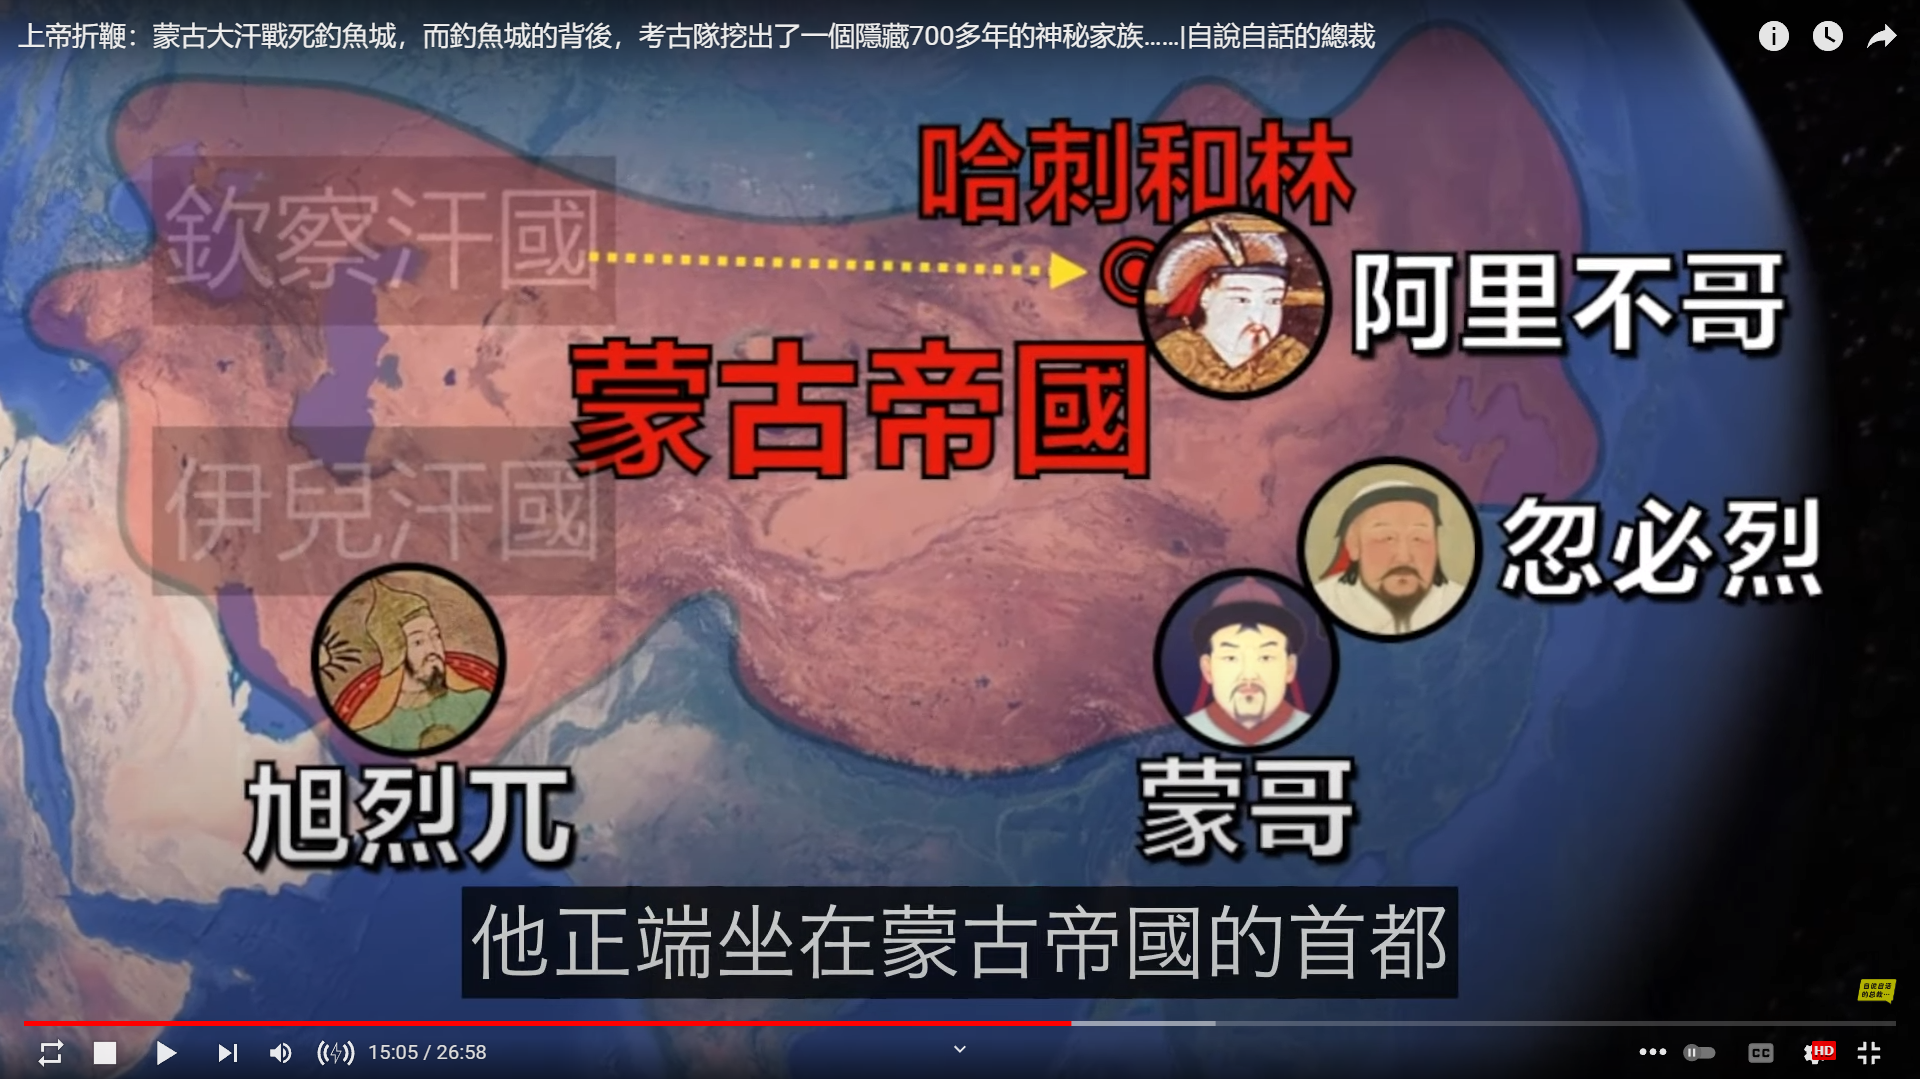 上帝折鞭：蒙古大汗戰死釣魚城，而釣魚城的背後，考古隊挖出了一個隱藏700多年的神秘家族......|自說自話的總裁
哈剌和林
欽察汗國
阿里不哥
蒙古帝國
伊兒汗國
忽必烈
旭烈兀
蒙哥
他正端坐在蒙古帝國的首都
15:05 / 26:58
CC
HD